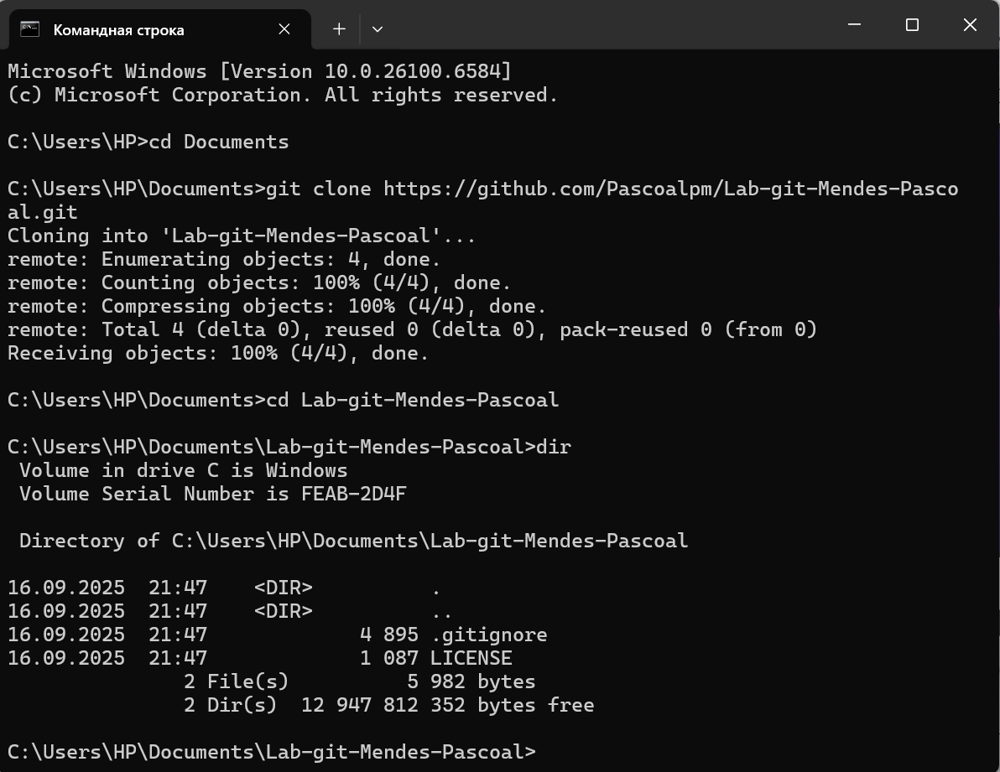 Командная строка
Microsoft Windows [Version 10.0.26100.6584]
(c) Microsoft Corporation. All rights reserved.
C:\Users\HP>cd Documents
C:\Users\HP\Documents>git clone https://github.com/Pascoalpm/Lab-git-Mendes-Pasco
al.git
Cloning into 'Lab-git-Mendes-Pascoal'...
remote: Enumerating objects: 4, done.
remote: Counting objects: 100% (4/4), done.
remote: Compressing objects: 100% (4/4), done.
remote: Total 4 (delta 0), reused 0 (delta 0), pack-reused 0 (from 0)
Receiving objects: 100% (4/4), done.
C:\Users\HP\Documents>cd Lab-git-Mendes-Pascoal
C:\Users\HP\Documents\Lab-git-Mendes-Pascoal>dir
 Volume in drive C is Windows
 Volume Serial Number is FEAB-2D4F
 Directory of C:\Users\HP\Documents\Lab-git-Mendes-Pascoal
16.09.2025  21:47    <DIR>          .
16.09.2025  21:47    <DIR>          ..
16.09.2025  21:47             4 895 .gitignore
16.09.2025  21:47             1 087 LICENSE
               2 File(s)          5 982 bytes
               2 Dir(s)  12 947 812 352 bytes free
C:\Users\HP\Documents\Lab-git-Mendes-Pascoal>